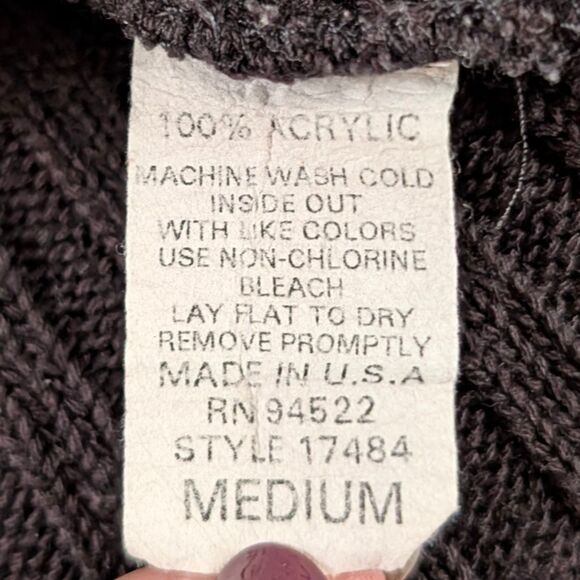 100% ACRYLIC
MACHINE WASH COLD
INSIDE OUT
WITH LIKE COLORS
USE NON-CHLORINE
BLEACH
LAY FLAT TO DRY
REMOVE PROMPTLY
MADE IN U.S.A
RN 94522
STYLE 17484
MEDIUM